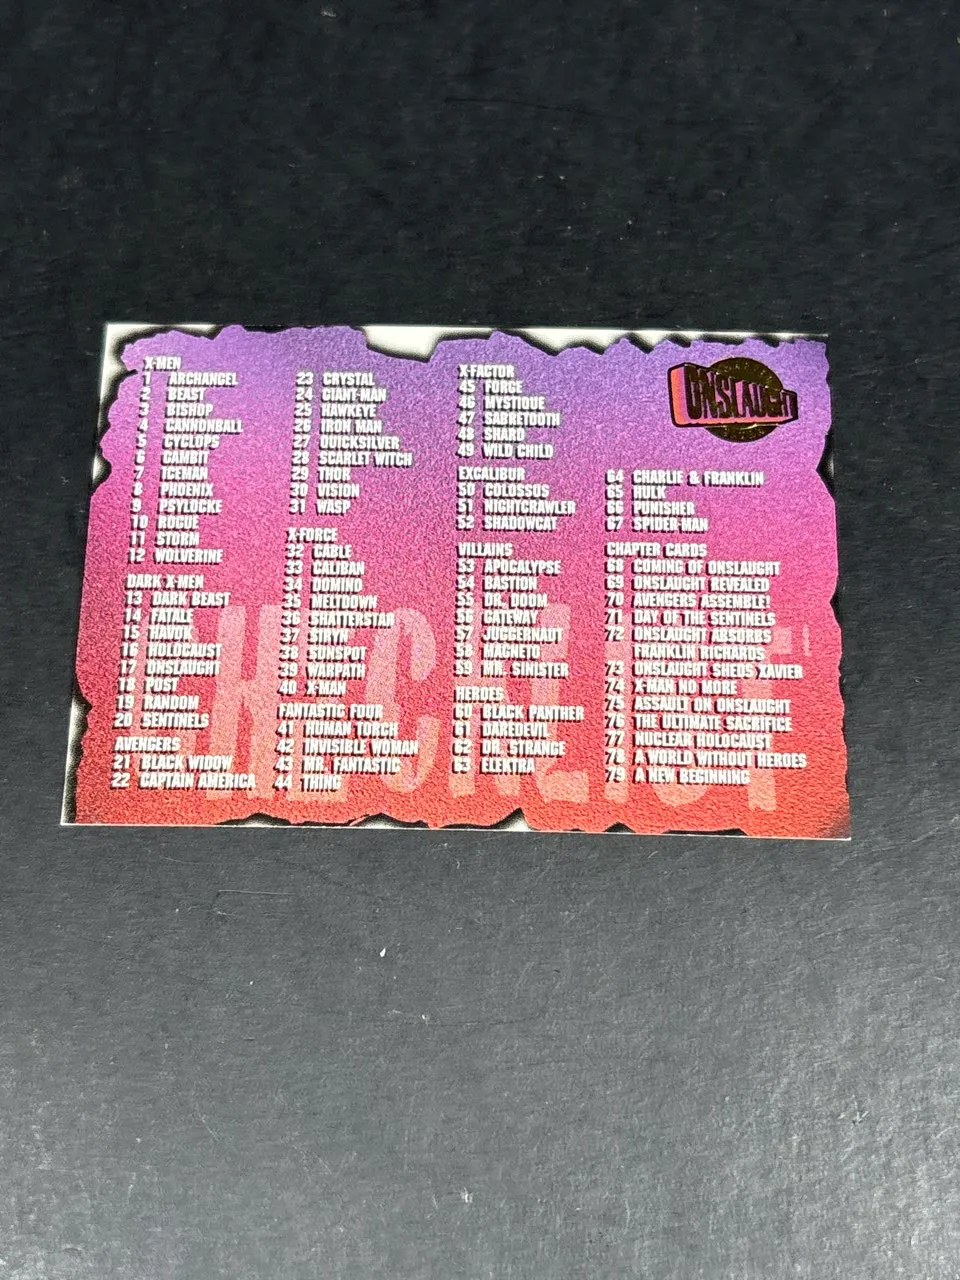 X-MEN
1 ARCHANGEL
2 BEAST
3 BISHOP
4 CANNONBALL
5 CYCLOPS
6 GAMBIT
7 ICEMAN
8 PHOENIX
9 PSYLOCKE
10 ROGUE
11 STORM
12 WOLVERINE
DARK X-MEN
13 DARK BEAST
14 FATALE
15 HAVOK
16 HOLOCAUST
17 ONSLAUGHT
18 POST
19 RANDOM
20 SENTINELS
AVENGERS
21 BLACK WIDOW
22 CAPTAIN AMERICA
23 CRYSTAL
24 GIANT-MAN
25 HAWKEYE
26 IRON MAN
27 QUICKSILVER
28 SCARLET WITCH
29 THOR
30 VISION
31 WASP
X-FORCE
32 CABLE
33 CALIBAN
34 DOMINO
35 MELTDOWN
36 SHATTERSTAR
37 SIRYN
38 SUNSPOT
39 WARPATH
40 X-MAN
FANTASTIC FOUR
41 HUMAN TORCH
42 INVISIBLE WOMAN
43 MR. FANTASTIC
44 THING
X-FACTOR
45 FORGE
46 MYSTIQUE
47 SABRETOOTH
48 SHARD
49 WILD CHILD
EXCALIBUR
50 COLOSSUS
51 NIGHTCRAWLER
52 SHADOWCAT
VILLAINS
53 APOCALYPSE
54 BASTION
55 DR. DOOM
56 GATEWAY
57 JUGGERNAUT
58 MAGNETO
59 MR. SINISTER
HEROES
60 BLACK PANTHER
61 DAREDEVIL
62 DR. STRANGE
63 ELEKTRA
ONSLAUGHT
64 CHARLIE & FRANKLIN
65 HULK
66 PUNISHER
67 SPIDER-MAN
CHAPTER CARDS
68 COMING OF ONSLAUGHT
69 ONSLAUGHT REVEALED
70 AVENGERS ASSEMBLE!
71 DAY OF THE SENTINELS
72 ONSLAUGHT ABSORBS
FRANKLIN RICHARDS
73 ONSLAUGHT SHEDS XAVIER
74 X-MAN NO MORE
75 ASSAULT ON ONSLAUGHT
76 THE ULTIMATE SACRIFICE
77 NUCLEAR HOLOCAUST
78 A WORLD WITHOUT HEROES
79 A NEW BEGINNING
CHECKLIST